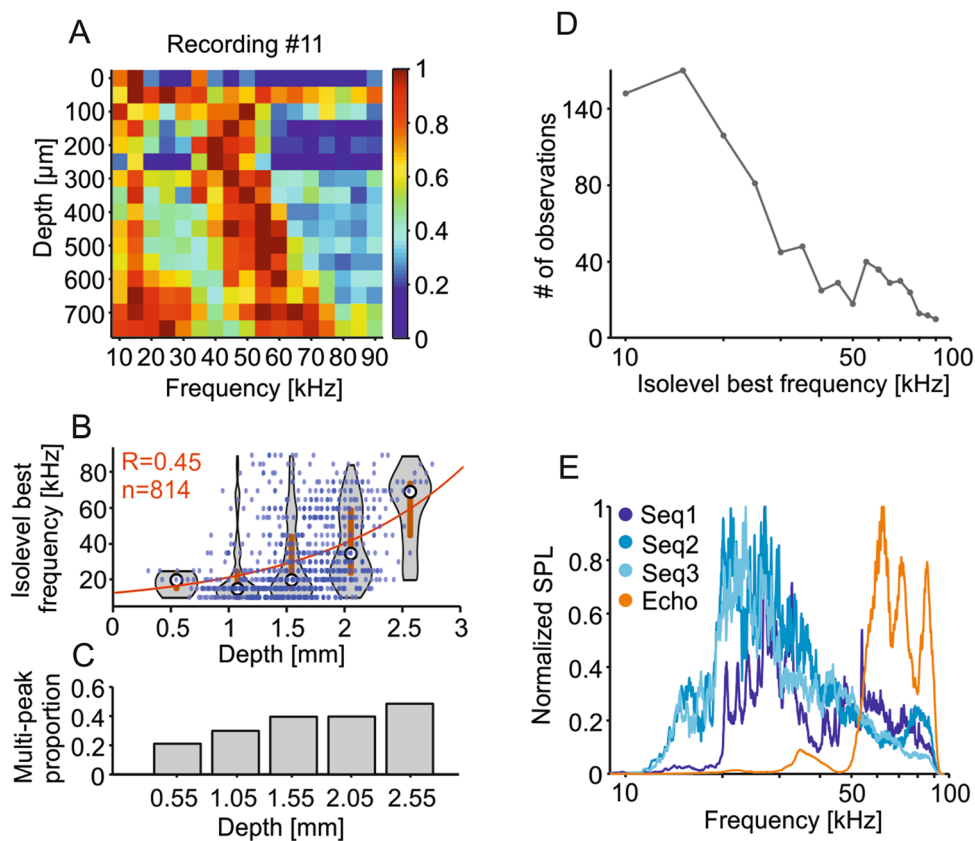 A
Recording #11
Depth [µm]
0
100
200
300
400
500
600
700
10 20 30 40 50 60 70 80 90
Frequency [kHz]
1
0.8
0.6
0.4
0.2
0
B
R=0.45
n=814
Isolevel best
frequency [kHz]
80
60
40
20
0 0.5 1 1.5 2 2.5 3
Depth [mm]
C
Multi-peak
proportion
0.6
0.4
0.2
0
0.55 1.05 1.55 2.05 2.55
Depth [mm]
D
# of observations
140
80
40
0
10 50 100
Isolevel best frequency [kHz]
E
Seq1
Seq2
Seq3
Echo
Normalized SPL
1
0.8
0.6
0.4
0.2
0
10 50 100
Frequency [kHz]